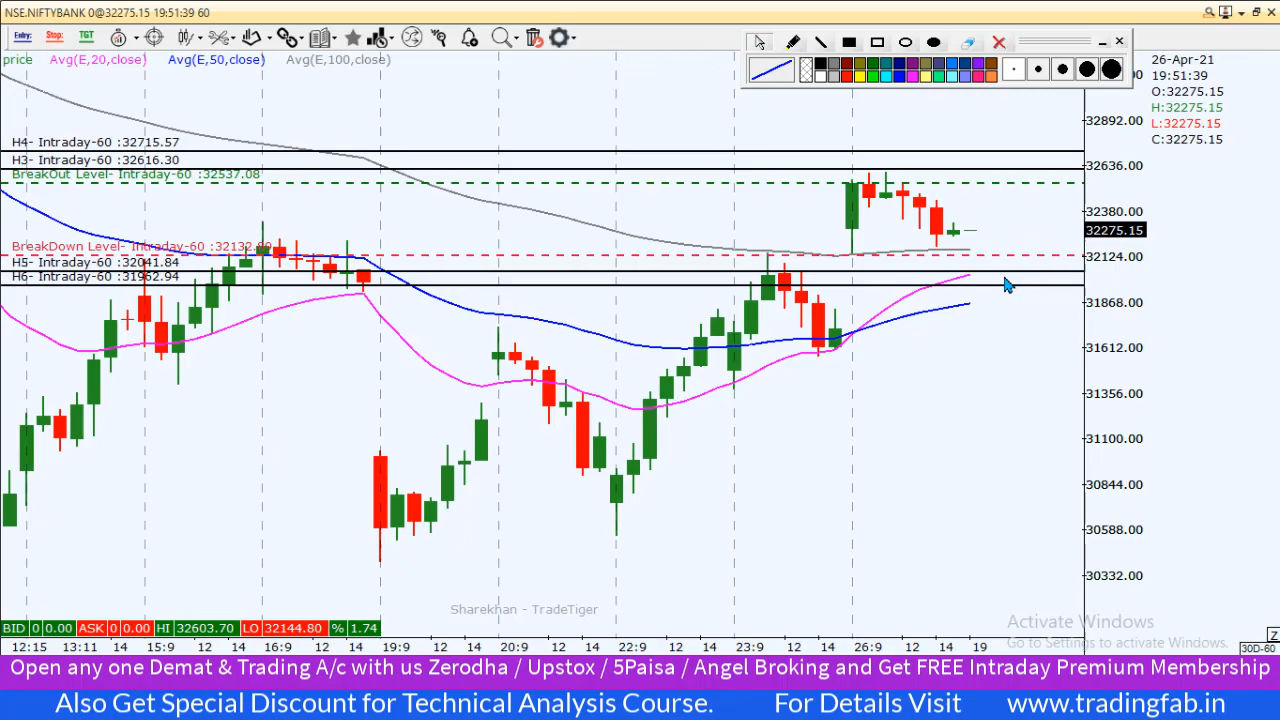 NSE.NIFTYBANK 0@32275.15 19:51:39 60
Entry: Stop: TGT
price Avg(E,20,close) Avg(E,50,close) Avg(E,100,close)
26-Apr-21
19:51:39
O:32275.15
H:32275.15
L:32275.15
C:32275.15
H4- Intraday-60 :32715.57
H3- Intraday-60 :32616.30
BreakOut Level- Intraday-60 :32537.08
BreakDown Level- Intraday-60 :32132.90
H5- Intraday-60 :32041.84
H6- Intraday-60 :31962.94
32892.00
32636.00
32380.00
32275.15
32124.00
31868.00
31612.00
31356.00
31100.00
30844.00
30588.00
30332.00
Sharekhan - TradeTiger
Activate Windows
Go to Settings to activate Windows.
BID 0 0.00 ASK 0 0.00 HI 32603.70 LO 32144.80 % 1.74
Z
12:15 13:11 14 15:9 12 14 16:9 12 14 19:9 12 14 20:9 12 14 22:9 12 14 23:9 12 14 26:9 12 14 19 30D-60
Open any one Demat & Trading A/c with us Zerodha / Upstox / 5Paisa / Angel Broking and Get FREE Intraday Premium Membership
Also Get Special Discount for Technical Analysis Course. For Details Visit www.tradingfab.in